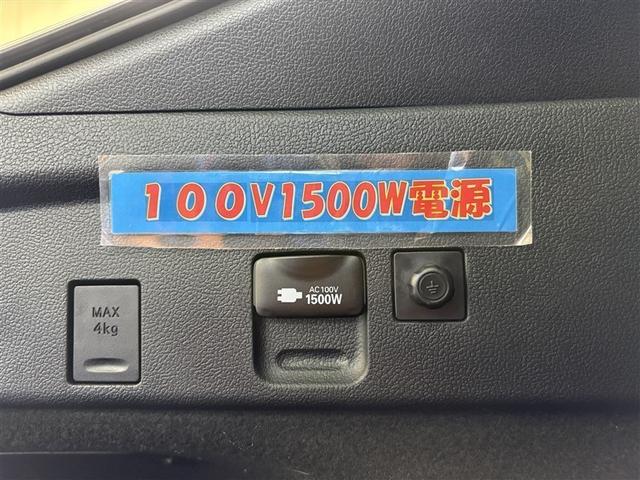 １００V1500W電源
MAX
4kg
AC100V
1500W